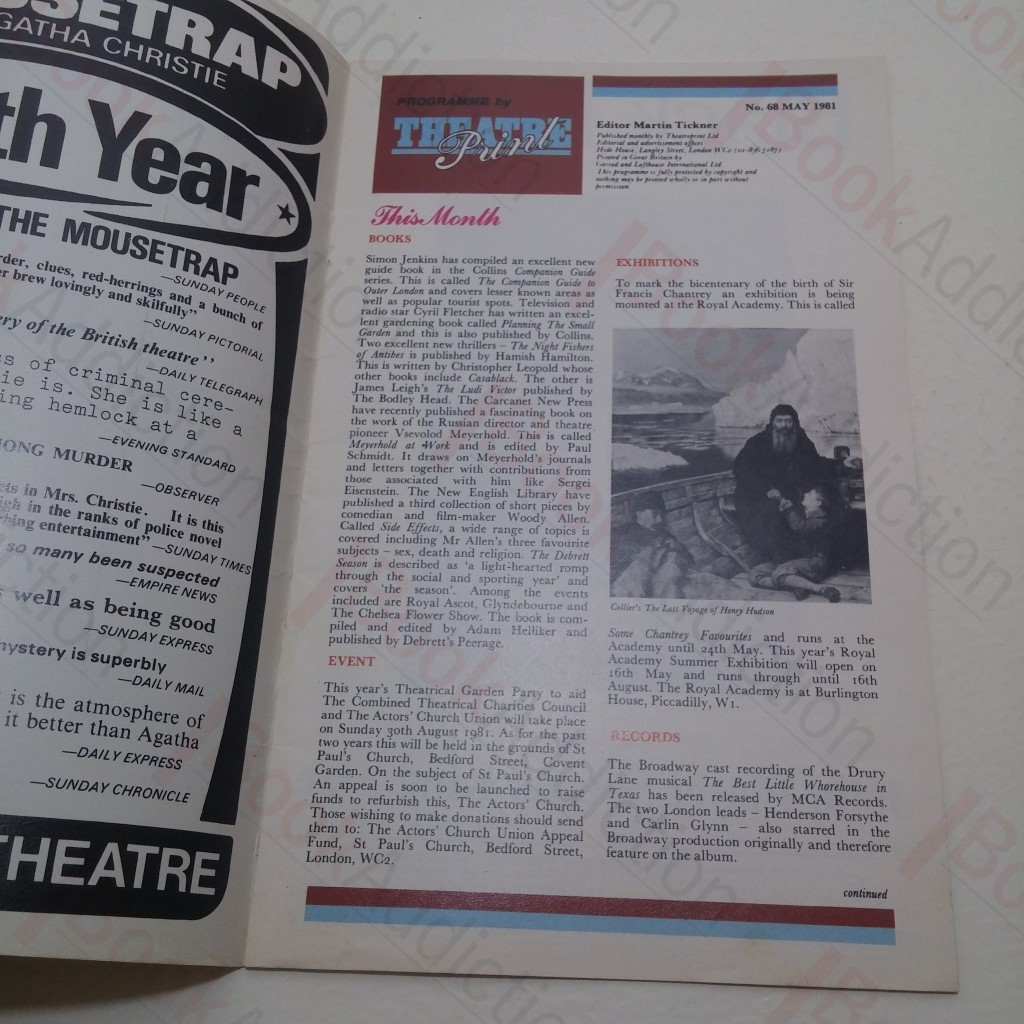 USETRAP
GATHA CHRISTIE
th Year
THE MOUSETRAP
—SUNDAY PEOPLE
rder, clues, red-herrings and a bunch of
er brew lovingly and skilfully”
—SUNDAY PICTORIAL
ery of the British theatre’’
—DAILY TELEGRAPH
ss of criminal cere-
ie is. She is like a
ing hemlock at a
—EVENING STANDARD
ONG MURDER
—OBSERVER
cts in Mrs. Christie. It is this
igh in the ranks of police novel
hing entertainment”
—SUNDAY TIMES
so many been suspected
—EMPIRE NEWS
s well as being good
—SUNDAY EXPRESS
mystery is superbly
—DAILY MAIL
t is the atmosphere of
it better than Agatha
—DAILY EXPRESS
—SUNDAY CHRONICLE
THEATRE
PROGRAMME by
THEATRE
Print
No. 68 MAY 1981
Editor Martin Tickner
Published monthly by Theatreprint Ltd
Editorial and advertisement offices
Hyde House, Langley Street, London WC2
Printed in Great Britain by
Garrod and Lofthouse International Ltd.
This programme is fully protected by copyright and
nothing may be printed wholly or in part without
permission
This Month
BOOKS
Simon Jenkins has compiled an excellent new
guide book in the Collins Companion Guide
series. This is called The Companion Guide to
Outer London and covers lesser known areas as
well as popular tourist spots. Television and
radio star Cyril Fletcher has written an excel-
lent gardening book called Planning The Small
Garden and this is also published by Collins.
Two excellent new thrillers – The Night Fishers
of Antibes is published by Hamish Hamilton.
This is written by Christopher Leopold whose
other books include Casablack. The other is
James Leigh's The Ludi Victor published by
The Bodley Head. The Carcanet New Press
have recently published a fascinating book on
the work of the Russian director and theatre
pioneer Vsevolod Meyerhold. This is called
Meyerhold at Work and is edited by Paul
Schmidt. It draws on Meyerhold's journals
and letters together with contributions from
those associated with him like Sergei
Eisenstein. The New English Library have
published a third collection of short pieces by
comedian and film-maker Woody Allen.
Called Side Effects, a wide range of topics is
covered including Mr Allen's three favourite
subjects – sex, death and religion. The Debrett
Season is described as ‘a light-hearted romp
through the social and sporting year’ and
covers ‘the season’. Among the events
included are Royal Ascot, Glyndebourne and
The Chelsea Flower Show. The book is com-
piled and edited by Adam Helliker and
published by Debrett's Peerage.
EVENT
This year's Theatrical Garden Party to aid
The Combined Theatrical Charities Council
and The Actors' Church Union will take place
on Sunday 30th August 1981. As for the past
two years this will be held in the grounds of St
Paul's Church, Bedford Street, Covent
Garden. On the subject of St Paul's Church.
An appeal is soon to be launched to raise
funds to refurbish this, The Actors' Church.
Those wishing to make donations should send
them to: The Actors' Church Union Appeal
Fund, St Paul's Church, Bedford Street,
London, WC2.
EXHIBITIONS
To mark the bicentenary of the birth of Sir
Francis Chantrey an exhibition is being
mounted at the Royal Academy. This is called
Collier's The Last Voyage of Henry Hudson
Some Chantrey Favourites and runs at the
Academy until 24th May. This year's Royal
Academy Summer Exhibition will open on
16th May and runs through until 16th
August. The Royal Academy is at Burlington
House, Piccadilly, W1.
RECORDS
The Broadway cast recording of the Drury
Lane musical The Best Little Whorehouse in
Texas has been released by MCA Records.
The two London leads – Henderson Forsythe
and Carlin Glynn – also starred in the
Broadway production originally and therefore
feature on the album.
continued
BookAddiction